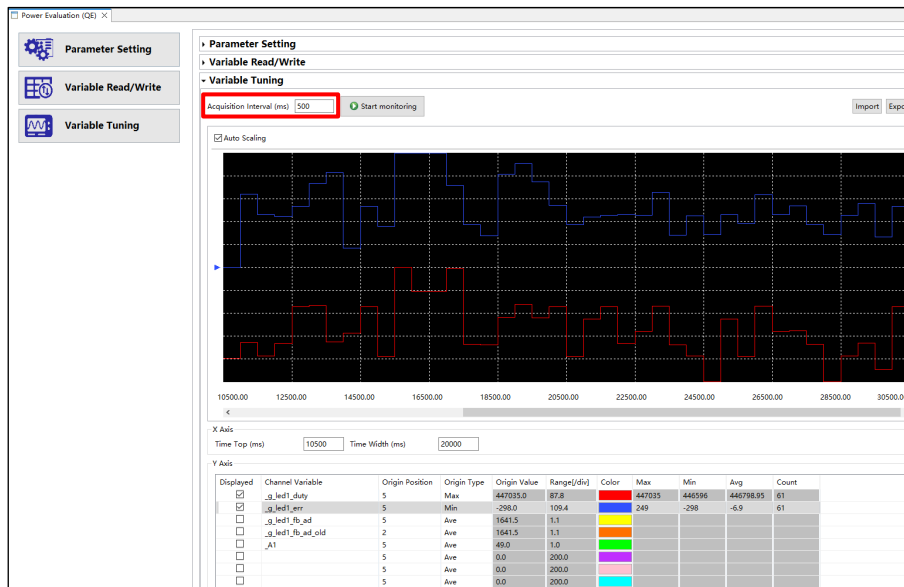 Power Evaluation (QE)
Parameter Setting
Variable Read/Write
Variable Tuning
Parameter Setting
Variable Read/Write
Variable Tuning
Acquisition Interval (ms) 500 Start monitoring Import Expo
Auto Scaling
10500.00 12500.00 14500.00 16500.00 18500.00 20500.00 22500.00 24500.00 26500.00 28500.00 30500.00
X Axis
Time Top (ms) 10500 Time Width (ms) 20000
Y Axis
Displayed Channel Variable Origin Position Origin Type Origin Value Range[/div] Color Max Min Avg Count
_g_led1_duty 5 Max 447035.0 87.8 447035 446596 446798.95 61
_g_led1_err 5 Min -298.0 109.4 249 -298 -6.9 61
_g_led1_fb_ad 5 Ave 1641.5 1.1
_g_led1_fb_ad_old 2 Ave 1641.5 1.1
_A1 5 Ave 49.0 1.0
5 Ave 0.0 200.0
5 Ave 0.0 200.0
5 Ave 0.0 200.0